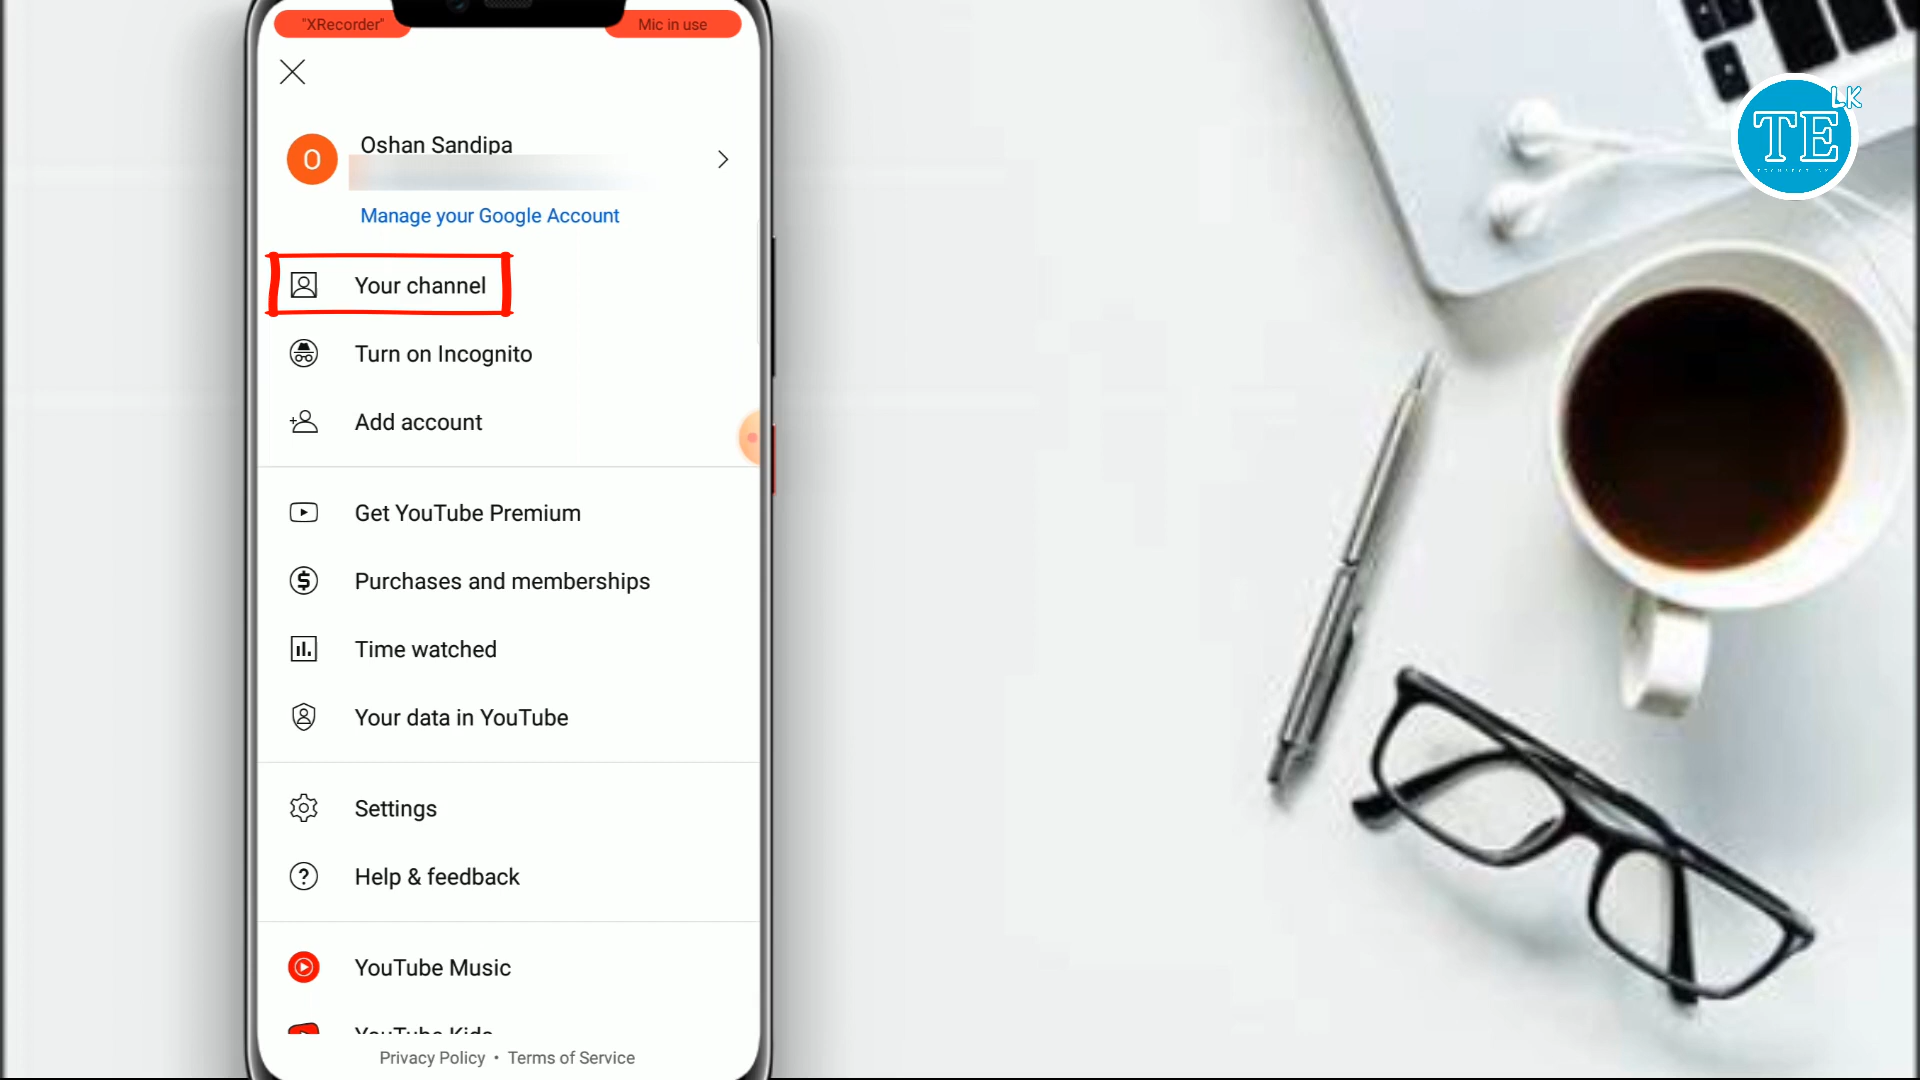 "XRecorder"
Mic in use
Oshan Sandipa
Manage your Google Account
Your channel
Turn on Incognito
Add account
Get YouTube Premium
Purchases and memberships
Time watched
Your data in YouTube
Settings
Help & feedback
YouTube Music
YouTube Kids
Privacy Policy • Terms of Service
LK
TE